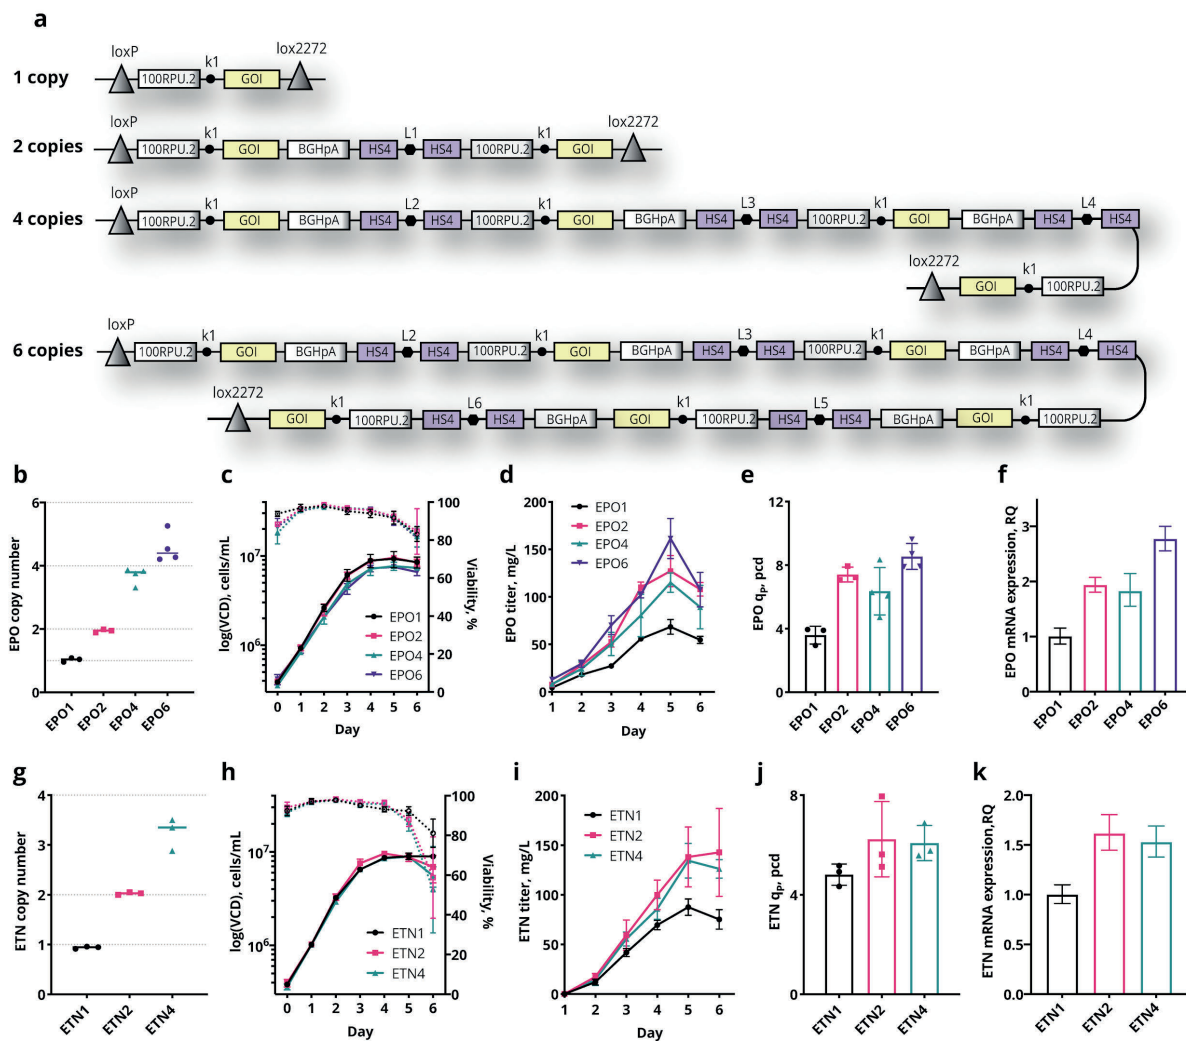 a
loxP k1 lox2272
1 copy 100RPU.2 GOI
loxP k1 L1 k1 lox2272
2 copies 100RPU.2 GOI BGHpA HS4 HS4 100RPU.2 GOI
loxP k1 L2 k1 L3 k1 L4
4 copies 100RPU.2 GOI BGHpA HS4 HS4 100RPU.2 GOI BGHpA HS4 HS4 100RPU.2 GOI BGHpA HS4 HS4
lox2272 k1
GOI 100RPU.2
loxP k1 L2 k1 L3 k1 L4
6 copies 100RPU.2 GOI BGHpA HS4 HS4 100RPU.2 GOI BGHpA HS4 HS4 100RPU.2 GOI BGHpA HS4 HS4
lox2272 k1 L6 k1 L5 k1
GOI 100RPU.2 HS4 HS4 BGHpA GOI 100RPU.2 HS4 HS4 BGHpA GOI 100RPU.2
b
EPO copy number
6
4
2
0
EPO1 EPO2 EPO4 EPO6
c
log(VCD), cells/mL
10^7
10^6
Viability, %
100
80
60
40
20
0
EPO1
EPO2
EPO4
EPO6
0 1 2 3 4 5 6
Day
d
EPO titer, mg/L
200
150
100
50
0
EPO1
EPO2
EPO4
EPO6
1 2 3 4 5 6
Day
e
EPO qP, pcd
12
8
4
0
EPO1 EPO2 EPO4 EPO6
f
EPO mRNA expression, RQ
3
2
1
0
EPO1 EPO2 EPO4 EPO6
g
ETN copy number
4
3
2
1
0
ETN1 ETN2 ETN4
h
log(VCD), cells/mL
10^7
10^6
Viability, %
100
80
60
40
20
0
ETN1
ETN2
ETN4
0 1 2 3 4 5 6
Day
i
ETN titer, mg/L
200
150
100
50
0
ETN1
ETN2
ETN4
1 2 3 4 5 6
Day
j
ETN qP, pcd
8
4
0
ETN1 ETN2 ETN4
k
ETN mRNA expression,RQ
2.0
1.5
1.0
0.5
0.0
ETN1 ETN2 ETN4